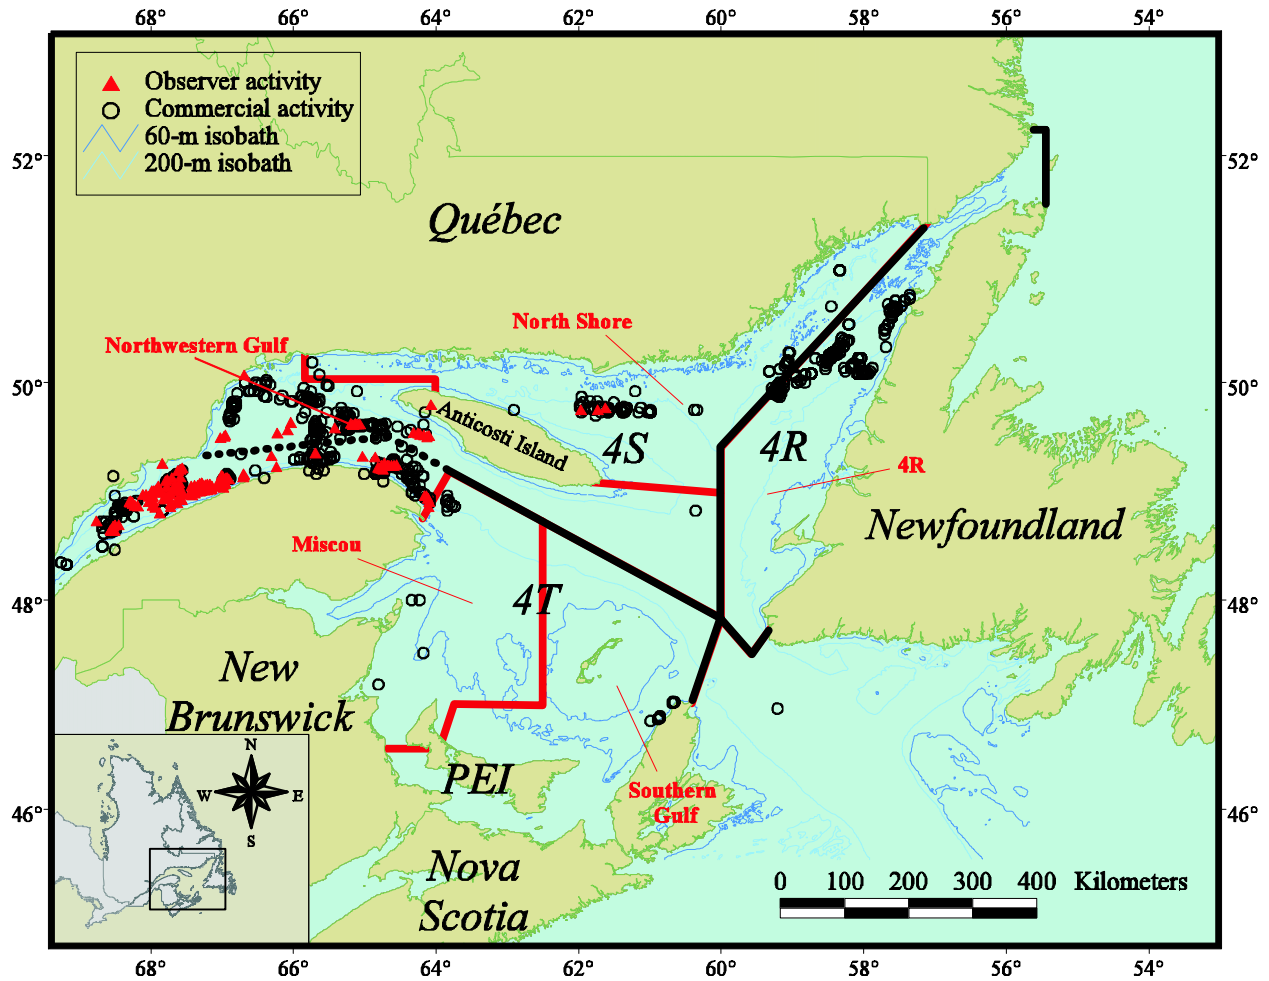 68° 66° 64° 62° 60° 58° 56° 54°
Observer activity
Commercial activity
60-m isobath
200-m isobath
52° 52°
Québec
North Shore
Northwestern Gulf
50° 50°
Anticosti Island
4S
4R
4R
Newfoundland
Miscou
4T
48° 48°
New
Brunswick
N
W E
S
PEI
Southern
Gulf
46° 46°
Nova
Scotia
0 100 200 300 400 Kilometers
68° 66° 64° 62° 60° 58° 56° 54°